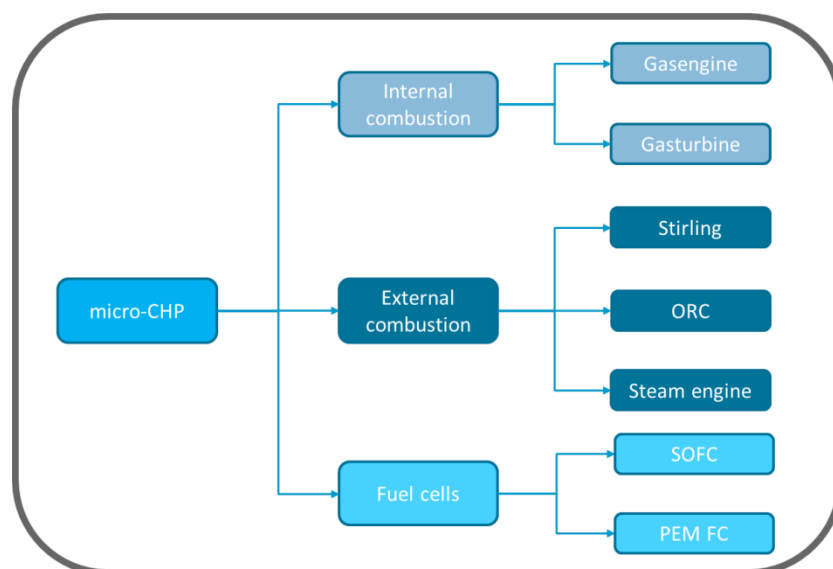 micro-CHP
Internal
combustion
Gasengine
Gasturbine
External
combustion
Stirling
ORC
Steam engine
Fuel cells
SOFC
PEM FC